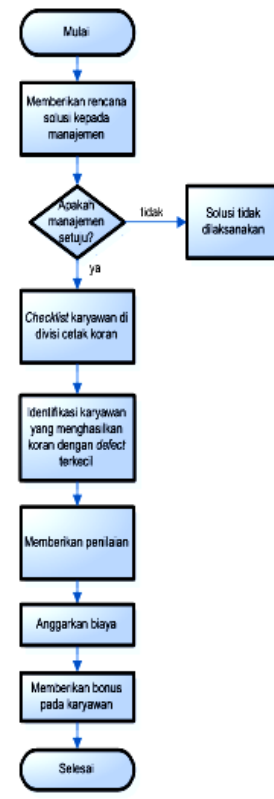 Mulai
Memberikan rencana
solusi kepada
manajemen
Apakah
manajemen
setuju?
tidak
Solusi tidak
dilaksanakan
ya
Checklist karyawan di
divisi cetak koran
Identifikasi karyawan
yang menghasilkan
koran dengan defect
terkecil
Memberikan penilaian
Anggarkan biaya
Memberikan bonus
pada karyawan
Selesai